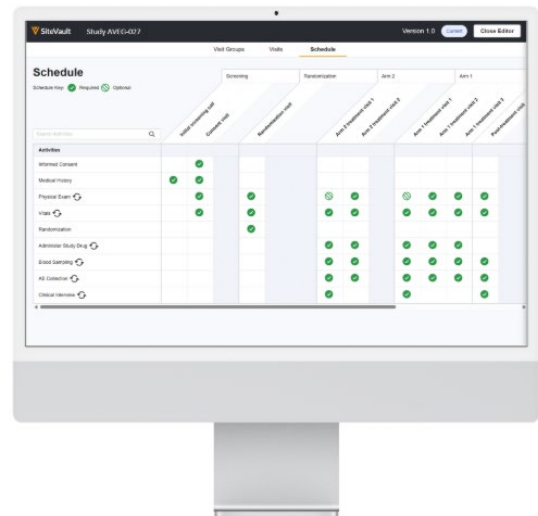 SiteVault Study AVEG-027 Version 1.0 Current Close Editor
Visit Groups Visits Schedule
Schedule
Schedule Key: Required Optional
Screening Randomization Arm 2 Arm 1
Initial screening call
Consent visit
Randomization visit
Arm 2 treatment visit 1
Arm 2 treatment visit 2
Arm 1 treatment visit 1
Arm 1 treatment visit 2
Arm 1 treatment visit
Post-treatment visit
Search Activities
Activities
Informed Consent
Medical History
Physical Exam
Vitals
Randomization
Administer Study Drug
Blood Sampling
AE Collection
Clinical Interview